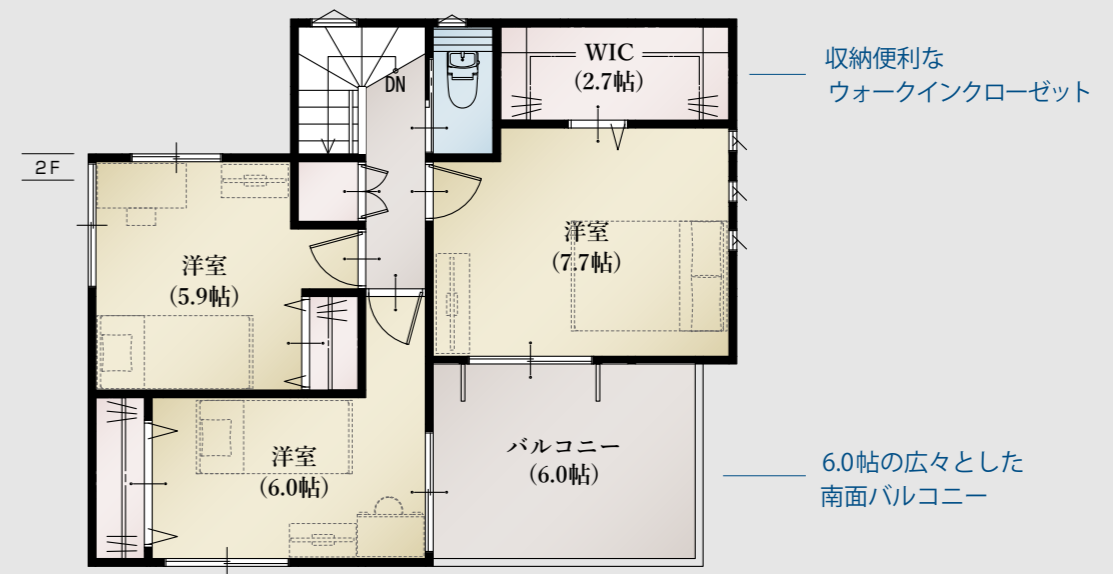 WIC
(2.7帖)
収納便利な
ウォークインクローゼット
DN
2F
洋室
(7.7帖)
洋室
(5.9帖)
バルコニー
(6.0帖)
洋室
(6.0帖)
6.0帖の広々とした
南面バルコニー